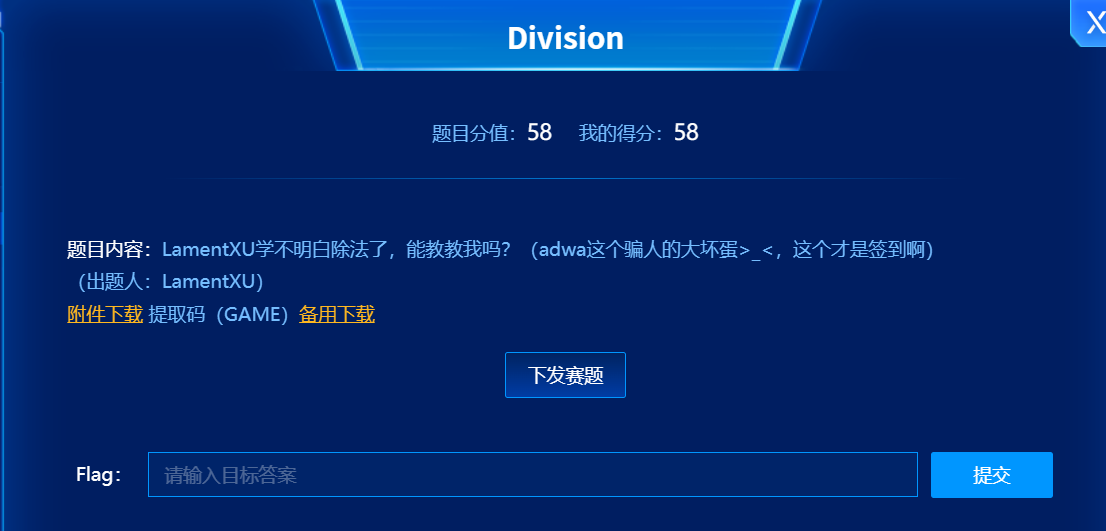 Division
X
题目分值：58 我的得分：58
题目内容：LamentXU学不明白除法了，能教教我吗？（adwa这个骗人的大坏蛋>_<，这个才是签到啊）
（出题人：LamentXU）
附件下载 提取码（GAME）备用下载
下发赛题
Flag： 请输入目标答案 提交